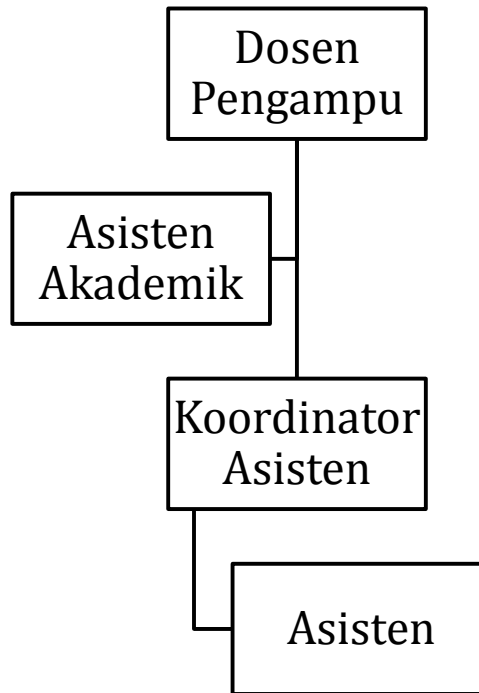 Dosen
Pengampu
Asisten
Akademik
Koordinator
Asisten
Asisten